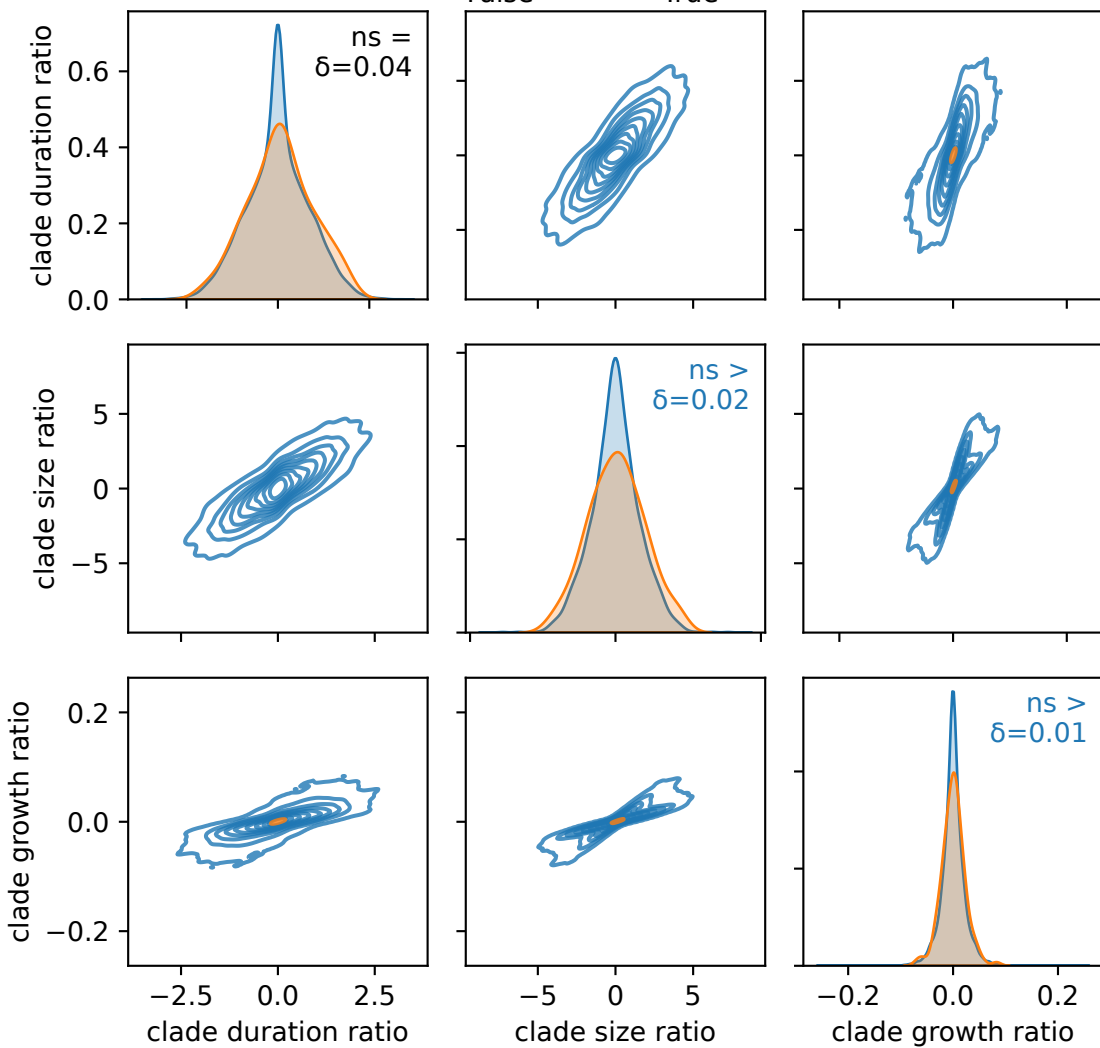 clade duration ratio
0.6
0.4
0.2
0.0
ns =
δ=0.04
clade size ratio
5
0
−5
ns >
δ=0.02
clade growth ratio
0.2
0.0
−0.2
ns >
δ=0.01
−2.5 0.0 2.5
−5 0 5
−0.2 0.0 0.2
clade duration ratio
clade size ratio
clade growth ratio